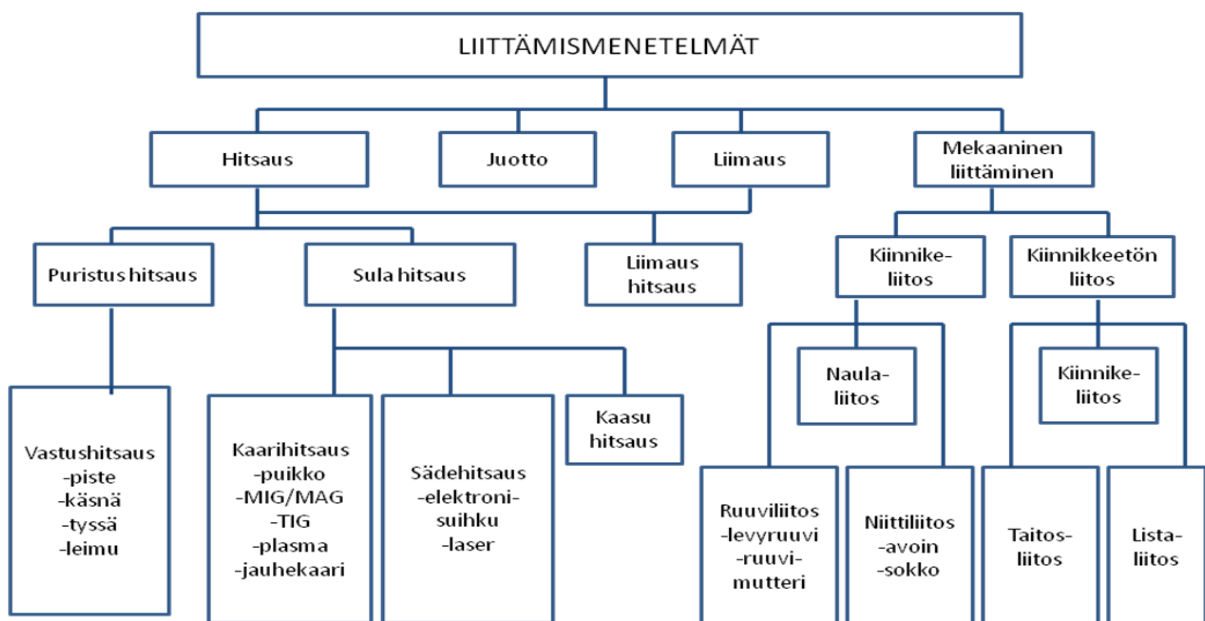 LIITTÄMISMENETELMÄT
Hitsaus
Juotto
Liimaus
Mekaaninen
liittäminen
Puristus hitsaus
Sula hitsaus
Liimaus
hitsaus
Kiinnike-
liitos
Kiinnikkeetön
liitos
Naula-
liitos
Kiinnike-
liitos
Vastushitsaus
-piste
-käsnä
-tyssä
-leimu
Kaarihitsaus
-puikko
-MIG/MAG
-TIG
-plasma
-jauhekaari
Sädehitsaus
-elektroni-
suihku
-laser
Kaasu
hitsaus
Ruuviliitos
-levyruuvi
-ruuvi-
mutteri
Niittiliitos
-avoin
-sokko
Taitos-
liitos
Lista-
liitos